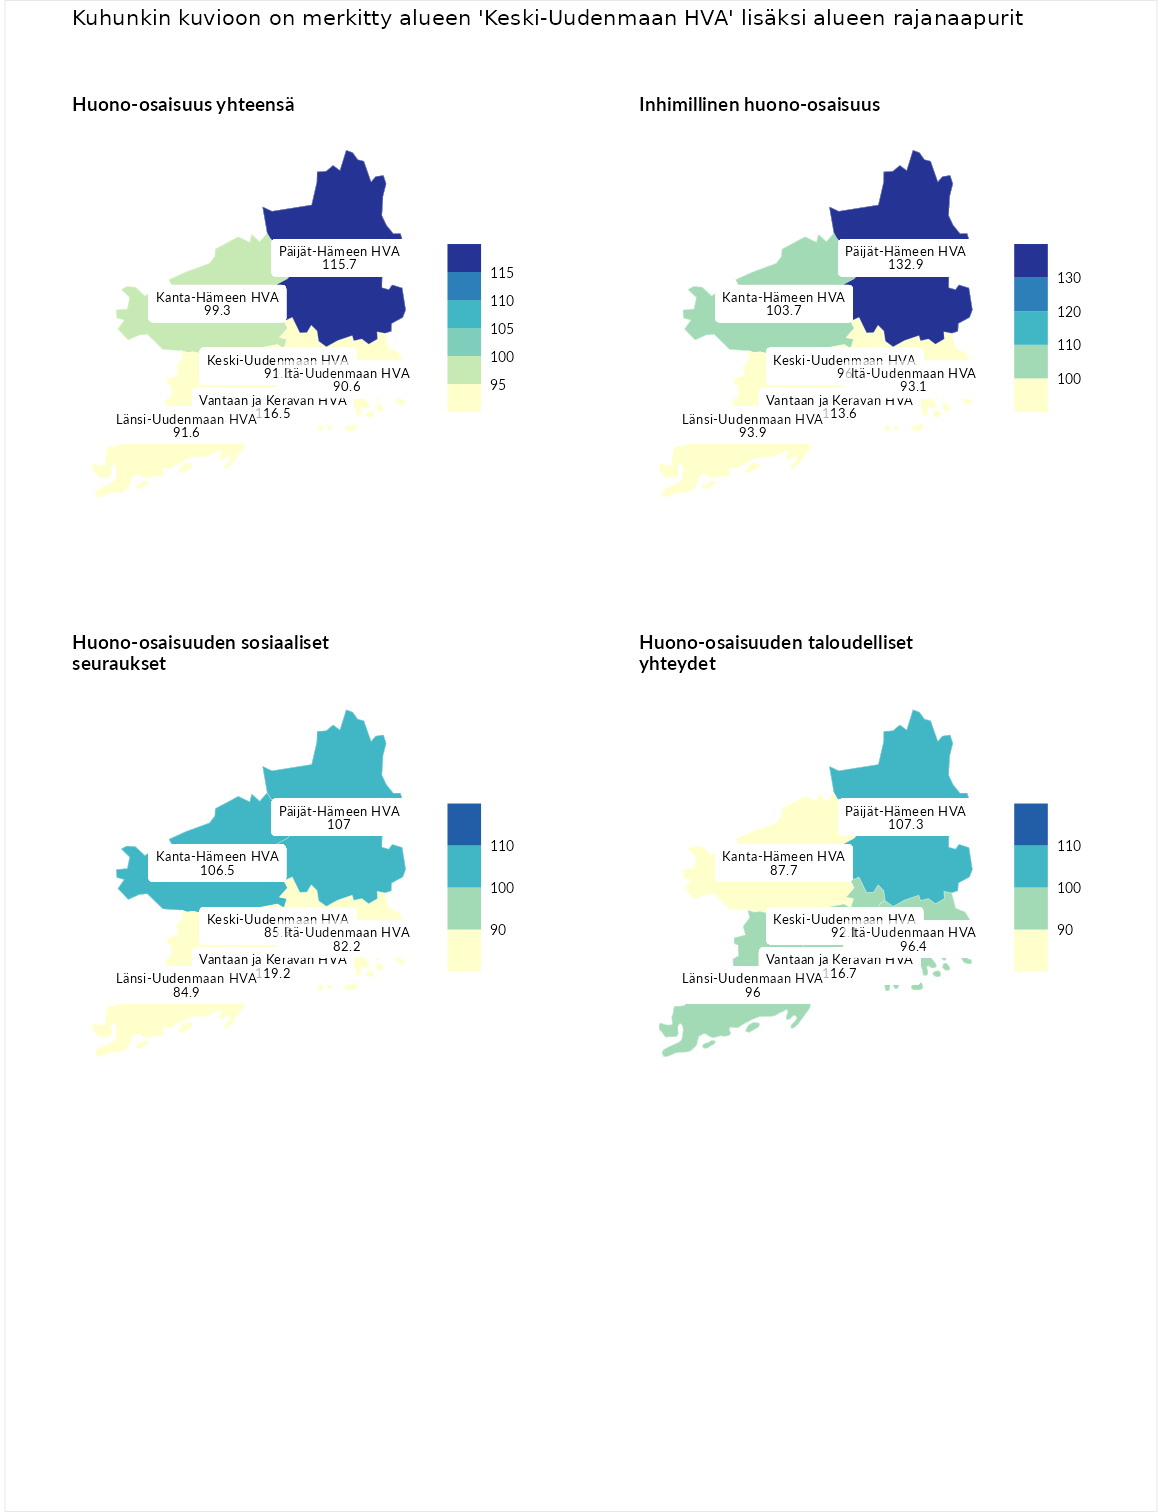 Kuhunkin kuvioon on merkitty alueen 'Keski-Uudenmaan HVA' lisäksi alueen rajanaapurit
Huono-osaisuus yhteensä
Päijät-Hämeen HVA
115.7
Kanta-Hämeen HVA
99.3
Keski-Uudenmaan HVA
Itä-Uudenmaan HVA
90.6
Vantaan ja Keravan HVA
116.5
Länsi-Uudenmaan HVA
91.6
115
110
105
100
95
Inhimillinen huono-osaisuus
Päijät-Hämeen HVA
132.9
Kanta-Hämeen HVA
103.7
Keski-Uudenmaan HVA
Itä-Uudenmaan HVA
93.1
Vantaan ja Keravan HVA
113.6
Länsi-Uudenmaan HVA
93.9
130
120
110
100
Huono-osaisuuden sosiaaliset
seuraukset
Päijät-Hämeen HVA
107
Kanta-Hämeen HVA
106.5
Keski-Uudenmaan HVA
Itä-Uudenmaan HVA
82.2
Vantaan ja Keravan HVA
119.2
Länsi-Uudenmaan HVA
84.9
110
100
90
Huono-osaisuuden taloudelliset
yhteydet
Päijät-Hämeen HVA
107.3
Kanta-Hämeen HVA
87.7
Keski-Uudenmaan HVA
Itä-Uudenmaan HVA
96.4
Vantaan ja Keravan HVA
116.7
Länsi-Uudenmaan HVA
96
110
100
90